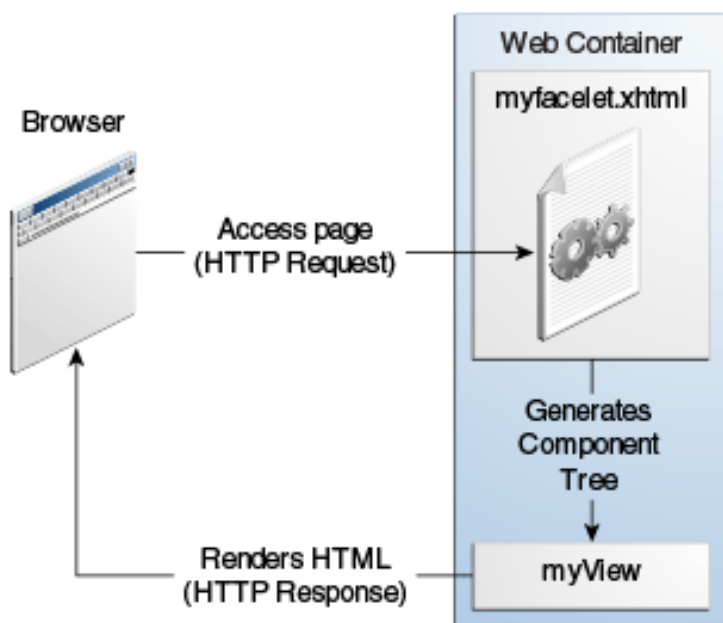 Web Container
myfacelet.xhtml
Browser
Access page
(HTTP Request)
Generates
Component
Tree
Renders HTML
(HTTP Response)
myView